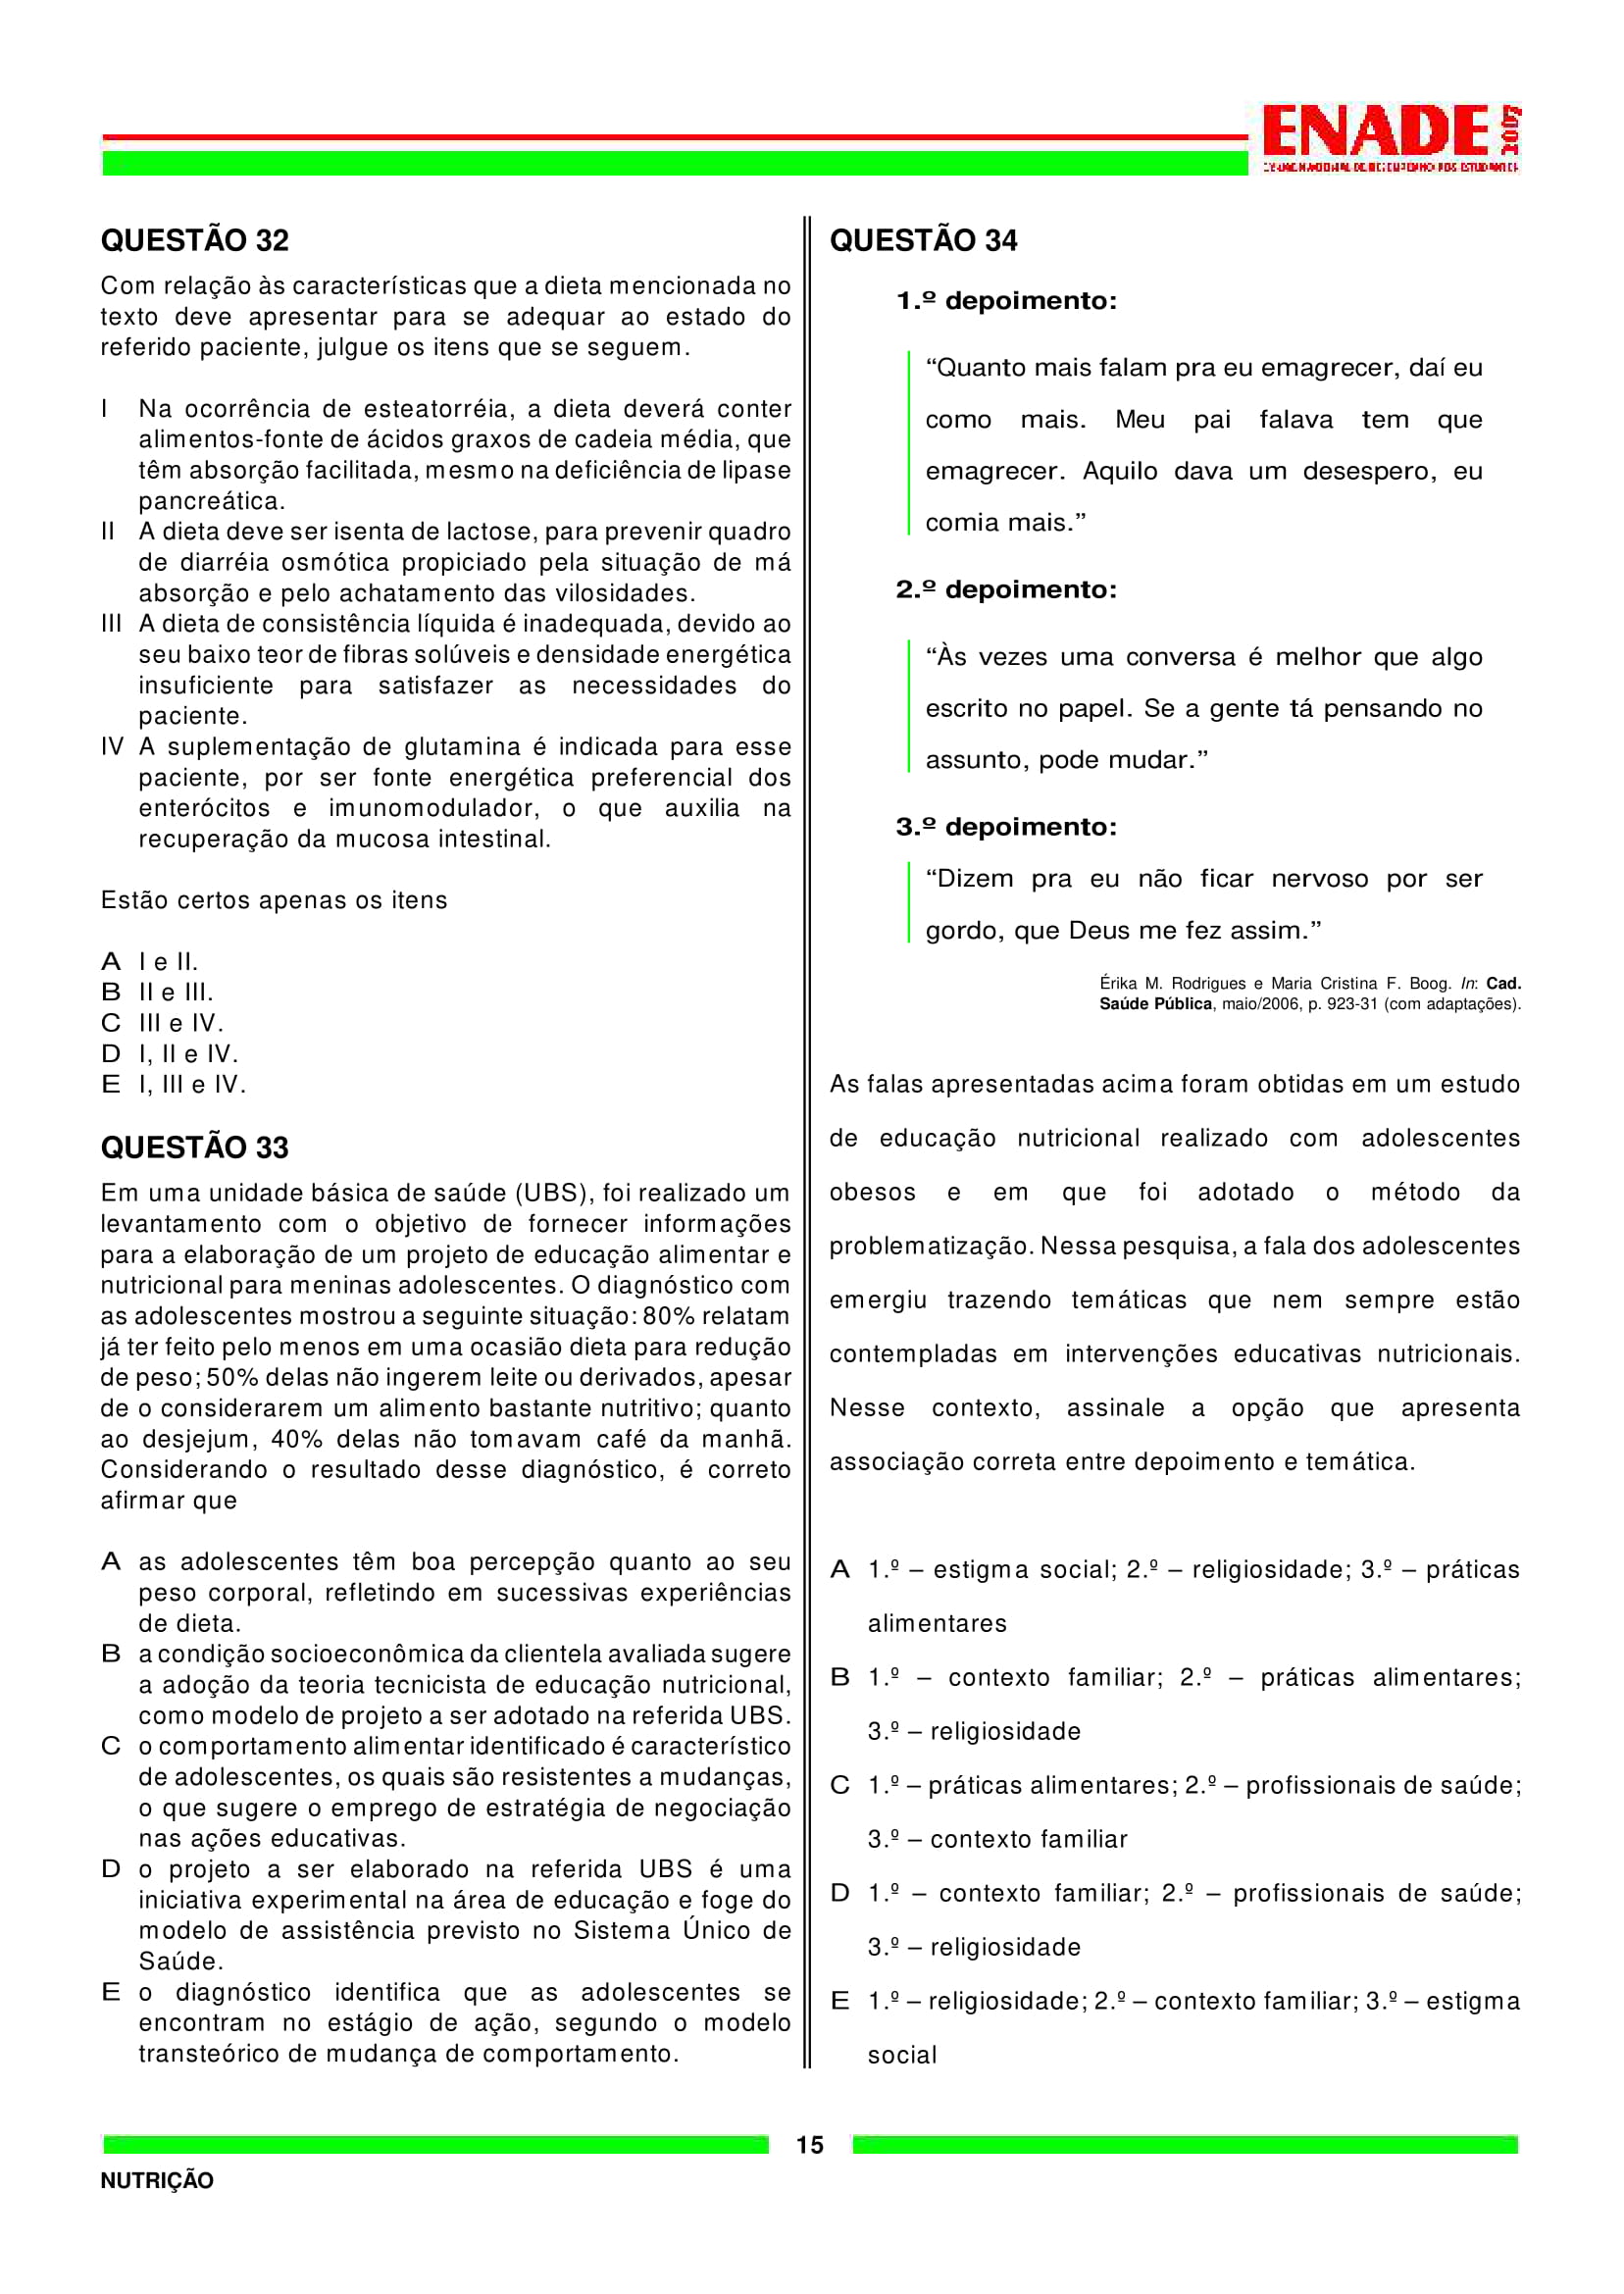 ENADE
QUESTÃO 32
Com relação às características que a dieta mencionada no
texto deve apresentar para se adequar ao estado do
referido paciente, julgue os itens que se seguem.
I Na ocorrência de esteatorréia, a dieta deverá conter
alimentos-fonte de ácidos graxos de cadeia média, que
têm absorção facilitada, mesmo na deficiência de lipase
pancreática.
II A dieta deve ser isenta de lactose, para prevenir quadro
de diarréia osmótica propiciado pela situação de má
absorção e pelo achatamento das vilosidades.
III A dieta de consistência líquida é inadequada, devido ao
seu baixo teor de fibras solúveis e densidade energética
insuficiente para satisfazer as necessidades do
paciente.
IV A suplementação de glutamina é indicada para esse
paciente, por ser fonte energética preferencial dos
enterócitos e imunomodulador, o que auxilia na
recuperação da mucosa intestinal.
Estão certos apenas os itens
A I e II.
B II e III.
C III e IV.
D I, II e IV.
E I, III e IV.
QUESTÃO 33
Em uma unidade básica de saúde (UBS), foi realizado um
levantamento com o objetivo de fornecer informações
para a elaboração de um projeto de educação alimentar e
nutricional para meninas adolescentes. O diagnóstico com
as adolescentes mostrou a seguinte situação: 80% relatam
já ter feito pelo menos em uma ocasião dieta para redução
de peso; 50% delas não ingerem leite ou derivados, apesar
de o considerarem um alimento bastante nutritivo; quanto
ao desjejum, 40% delas não tomavam café da manhã.
Considerando o resultado desse diagnóstico, é correto
afirmar que
A as adolescentes têm boa percepção quanto ao seu
peso corporal, refletindo em sucessivas experiências
de dieta.
B a condição socioeconômica da clientela avaliada sugere
a adoção da teoria tecnicista de educação nutricional,
como modelo de projeto a ser adotado na referida UBS.
C o comportamento alimentar identificado é característico
de adolescentes, os quais são resistentes a mudanças,
o que sugere o emprego de estratégia de negociação
nas ações educativas.
D o projeto a ser elaborado na referida UBS é uma
iniciativa experimental na área de educação e foge do
modelo de assistência previsto no Sistema Único de
Saúde.
E o diagnóstico identifica que as adolescentes se
encontram no estágio de ação, segundo o modelo
transteórico de mudança de comportamento.
QUESTÃO 34
1.º depoimento:
“Quanto mais falam pra eu emagrecer, daí eu
como mais. Meu pai falava tem que
emagrecer. Aquilo dava um desespero, eu
comia mais.”
2.º depoimento:
“Às vezes uma conversa é melhor que algo
escrito no papel. Se a gente tá pensando no
assunto, pode mudar.”
3.º depoimento:
“Dizem pra eu não ficar nervoso por ser
gordo, que Deus me fez assim.”
Érika M. Rodrigues e Maria Cristina F. Boog. In: Cad.
Saúde Pública, maio/2006, p. 923-31 (com adaptações).
As falas apresentadas acima foram obtidas em um estudo
de educação nutricional realizado com adolescentes
obesos e em que foi adotado o método da
problematização. Nessa pesquisa, a fala dos adolescentes
emergiu trazendo temáticas que nem sempre estão
contempladas em intervenções educativas nutricionais.
Nesse contexto, assinale a opção que apresenta
associação correta entre depoimento e temática.
A 1.º – estigma social; 2.º – religiosidade; 3.º – práticas
alimentares
B 1.º – contexto familiar; 2.º – práticas alimentares;
3.º – religiosidade
C 1.º – práticas alimentares; 2.º – profissionais de saúde;
3.º – contexto familiar
D 1.º – contexto familiar; 2.º – profissionais de saúde;
3.º – religiosidade
E 1.º – religiosidade; 2.º – contexto familiar; 3.º – estigma
social
15
NUTRIÇÃO